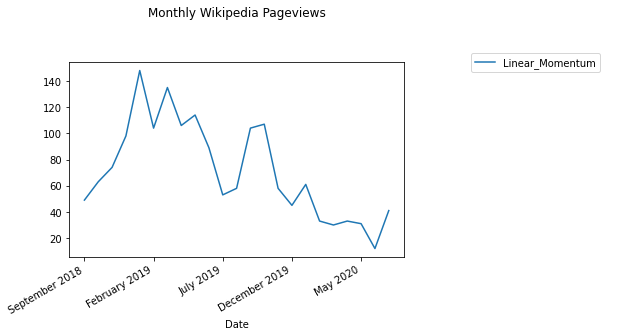 Monthly Wikipedia Pageviews
Linear_Momentum
140
120
100
80
60
40
20
September 2018
February 2019
July 2019
December 2019
May 2020
Date